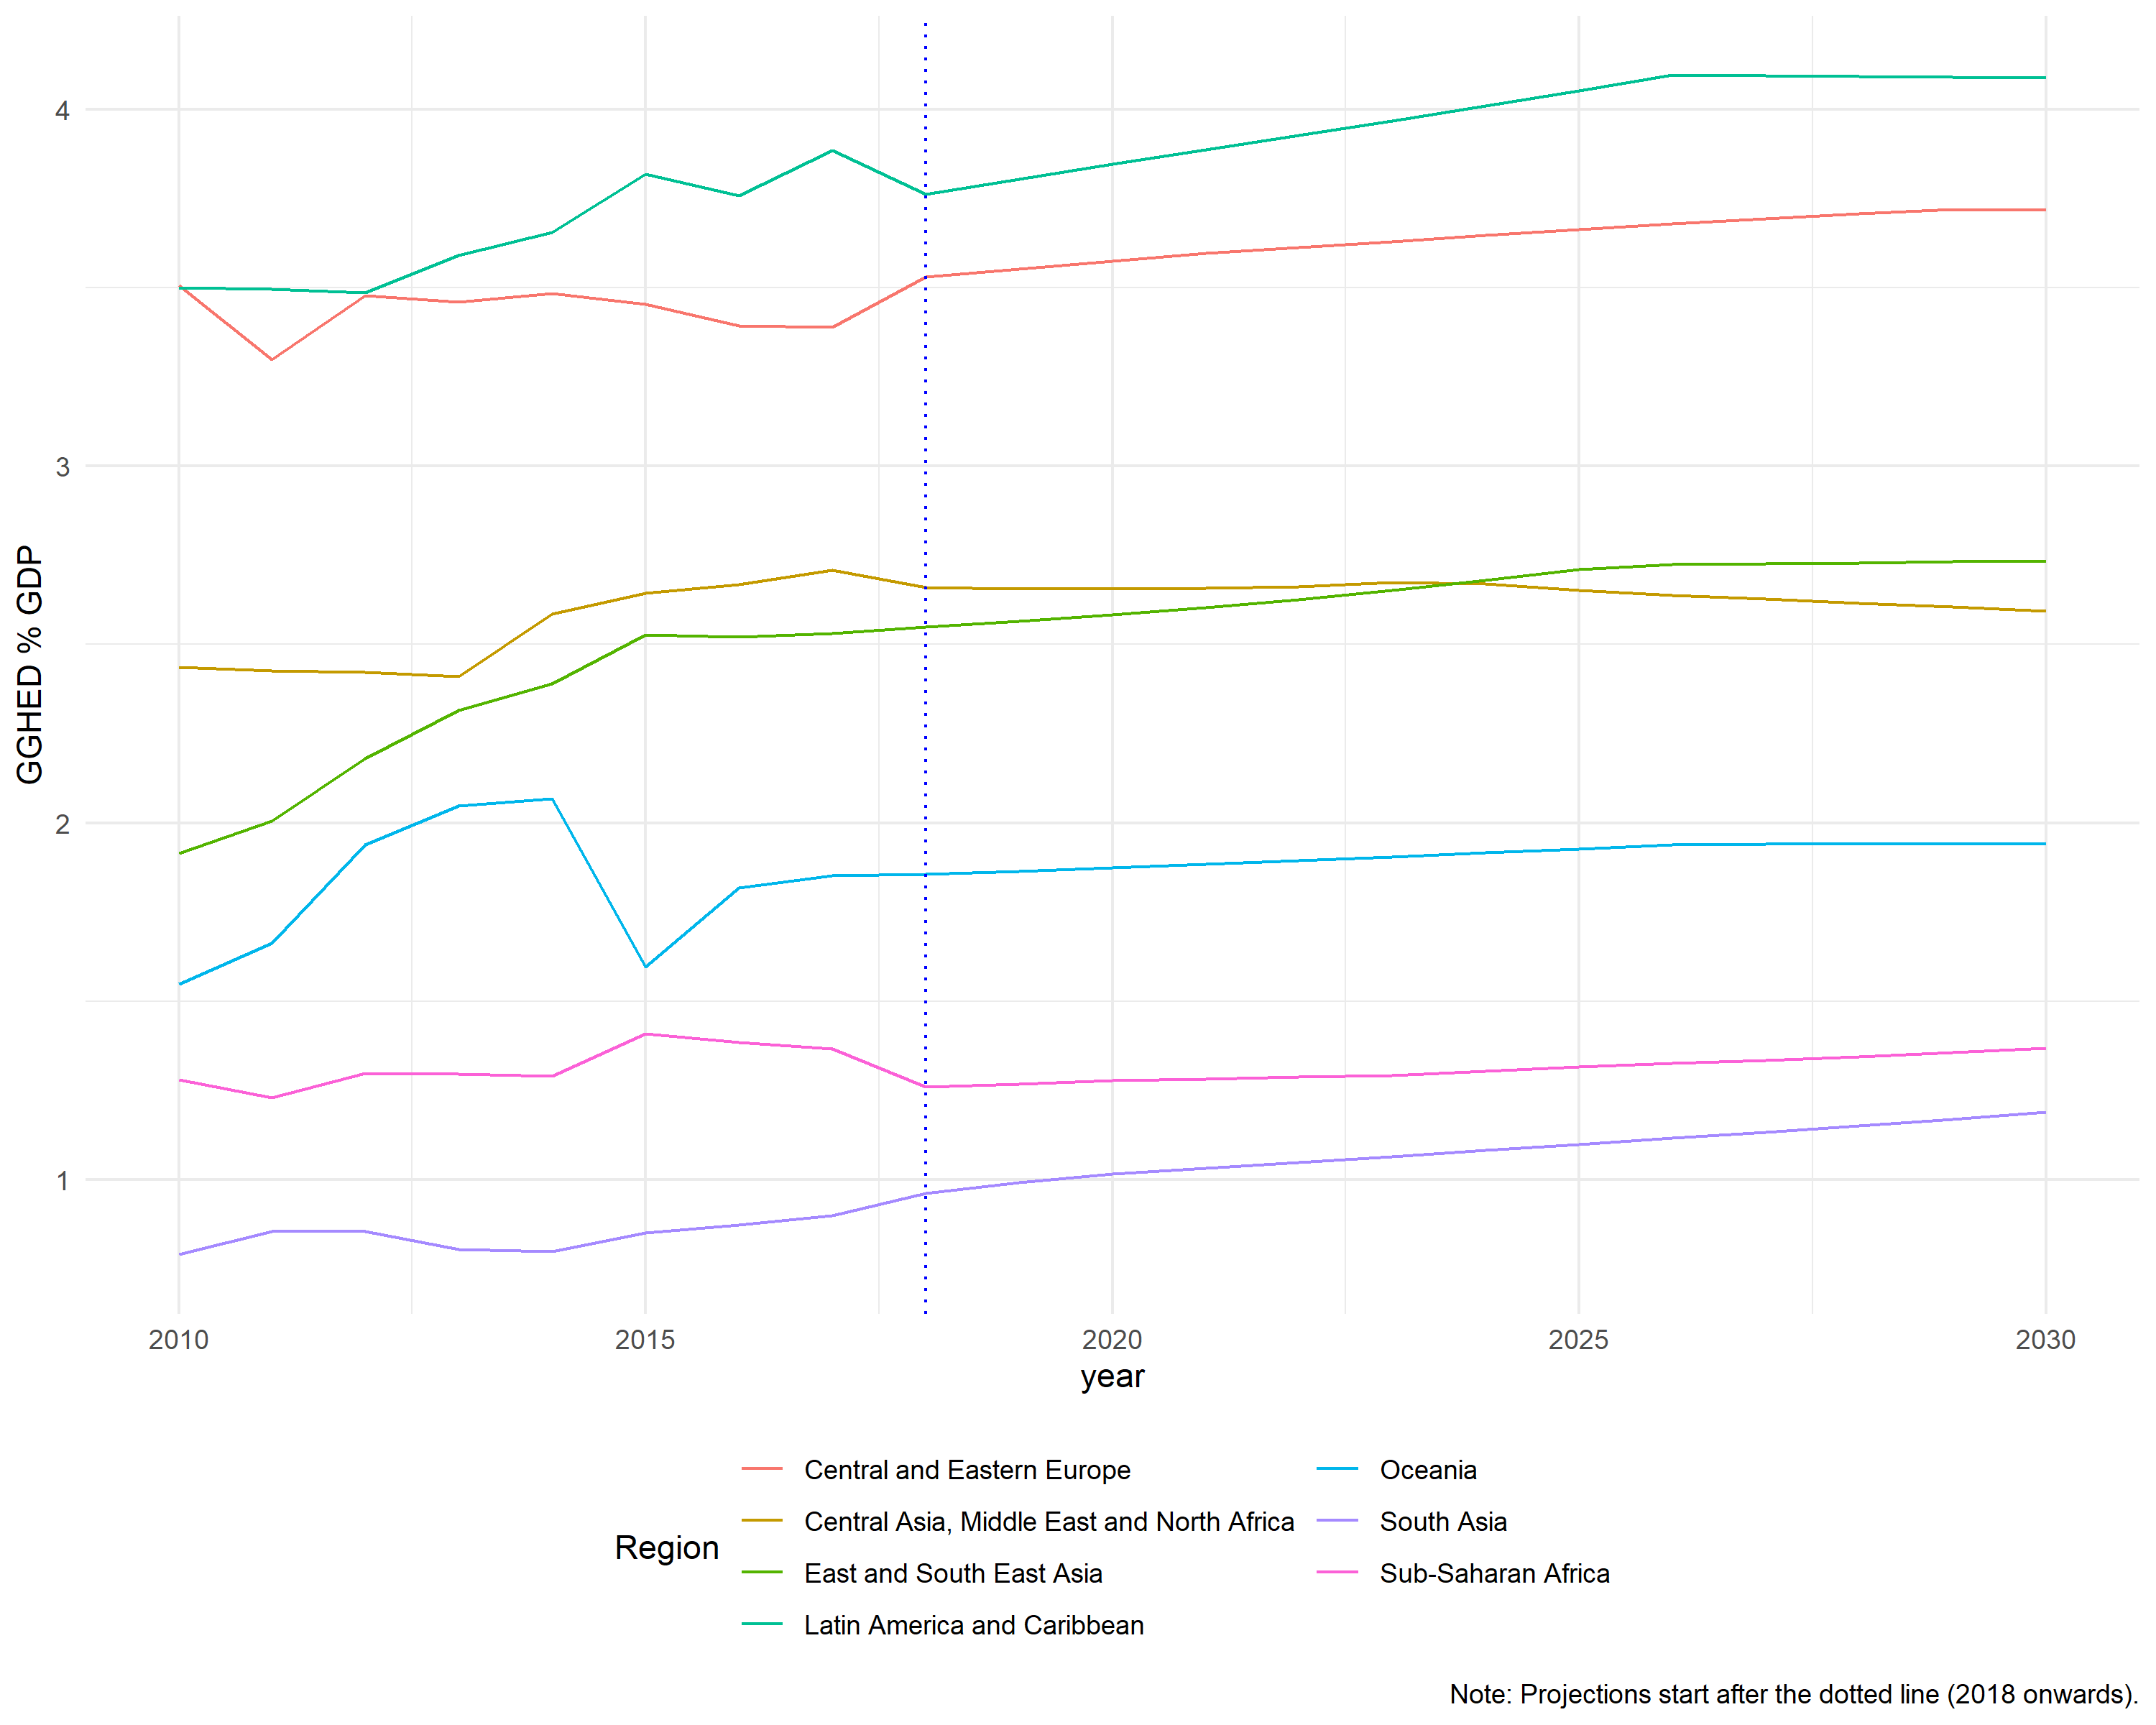 4
3
2
1
GGHED % GDP
2010 2015 2020 2025 2030
year
Region
Central and Eastern Europe
Central Asia, Middle East and North Africa
East and South East Asia
Latin America and Caribbean
Oceania
South Asia
Sub-Saharan Africa
Note: Projections start after the dotted line (2018 onwards).